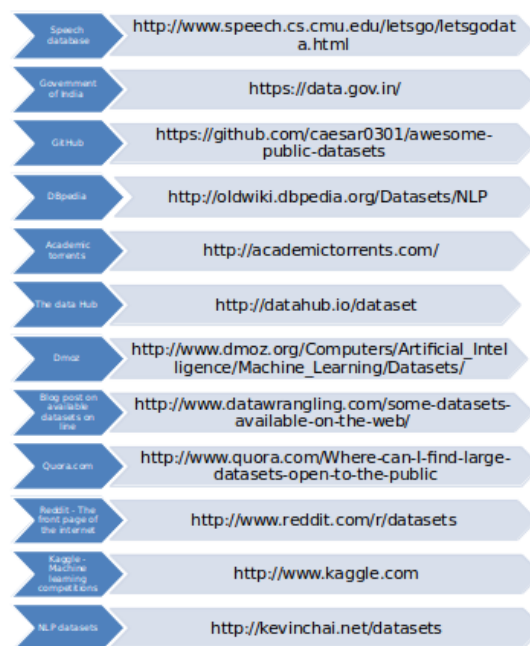 Speech
database
http://www.speech.cs.cmu.edu/letsgo/letsgodat
a.html
Government
of India
https://data.gov.in/
GitHub
https://github.com/caesar0301/awesome-
public-datasets
DBpedia
http://oldwiki.dbpedia.org/Datasets/NLP
Academic
torrents
http://academictorrents.com/
The data Hub
http://datahub.io/dataset
Dmoz
http://www.dmoz.org/Computers/Artificial_Intel
ligence/Machine_Learning/Datasets/
Blog post on
available
datasets on
line
http://www.datawrangling.com/some-datasets-
available-on-the-web/
Quora.com
http://www.quora.com/Where-can-I-find-large-
datasets-open-to-the-public
Reddit - The
front page of
the internet
http://www.reddit.com/r/datasets
Kaggle -
Machine
learning
competitions
http://www.kaggle.com
NLP datasets
http://kevinchai.net/datasets